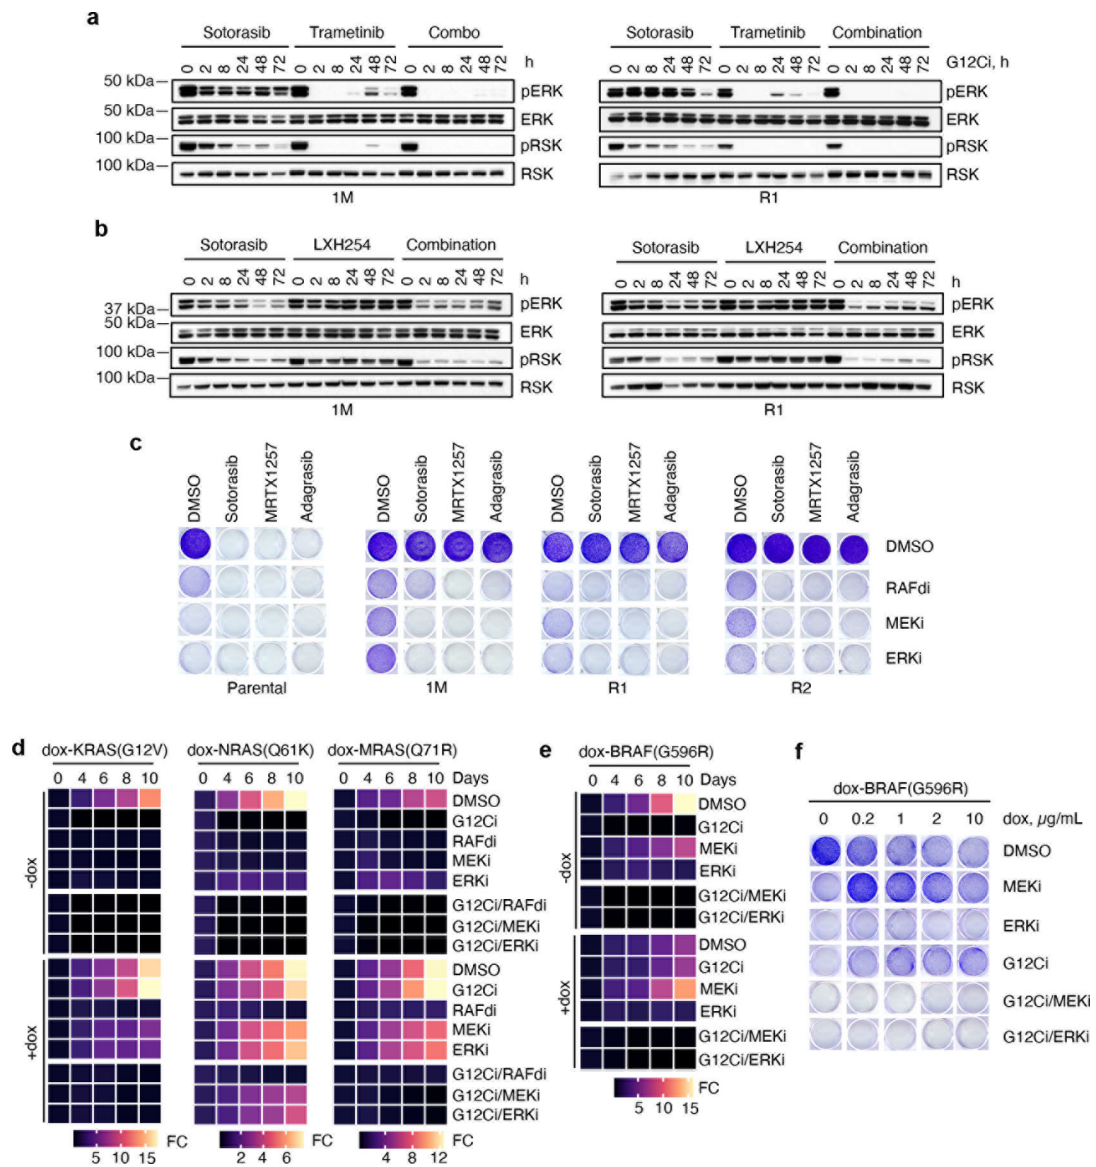 a
Sotorasib Trametinib Combo
0 2 8 24 48 72 0 2 8 24 48 72 0 2 8 24 48 72 h
50 kDa
50 kDa
100 kDa
100 kDa
1M
Sotorasib Trametinib Combination
0 2 8 24 48 72 0 2 8 24 48 72 0 2 8 24 48 72 G12Ci, h
pERK
ERK
pRSK
RSK
R1
b
Sotorasib LXH254 Combination
0 2 8 24 48 72 0 2 8 24 48 72 0 2 8 24 48 72 h
37 kDa
50 kDa
100 kDa
100 kDa
pERK
ERK
pRSK
RSK
1M
Sotorasib LXH254 Combination
0 2 8 24 48 72 0 2 8 24 48 72 0 2 8 24 48 72 h
pERK
ERK
pRSK
RSK
R1
c
DMSO Sotorasib MRTX1257 Adagrasib
DMSO Sotorasib MRTX1257 Adagrasib
DMSO Sotorasib MRTX1257 Adagrasib
DMSO Sotorasib MRTX1257 Adagrasib
DMSO
RAFdi
MEKi
ERKi
Parental 1M R1 R2
d
dox-KRAS(G12V) dox-NRAS(Q61K) dox-MRAS(Q71R)
0 4 6 8 10 0 4 6 8 10 0 4 6 8 10 Days
-dox
DMSO
G12Ci
RAFdi
MEKi
ERKi
G12Ci/RAFdi
G12Ci/MEKi
G12Ci/ERKi
+dox
DMSO
G12Ci
RAFdi
MEKi
ERKi
G12Ci/RAFdi
G12Ci/MEKi
G12Ci/ERKi
5 10 15 FC
2 4 6 FC
4 8 12 FC
e
dox-BRAF(G596R)
0 4 6 8 10 Days
-dox
DMSO
G12Ci
MEKi
ERKi
G12Ci/MEKi
G12Ci/ERKi
+dox
DMSO
G12Ci
MEKi
ERKi
G12Ci/MEKi
G12Ci/ERKi
5 10 15 FC
f
dox-BRAF(G596R)
0 0.2 1 2 10 dox, µg/mL
DMSO
MEKi
ERKi
G12Ci
G12Ci/MEKi
G12Ci/ERKi